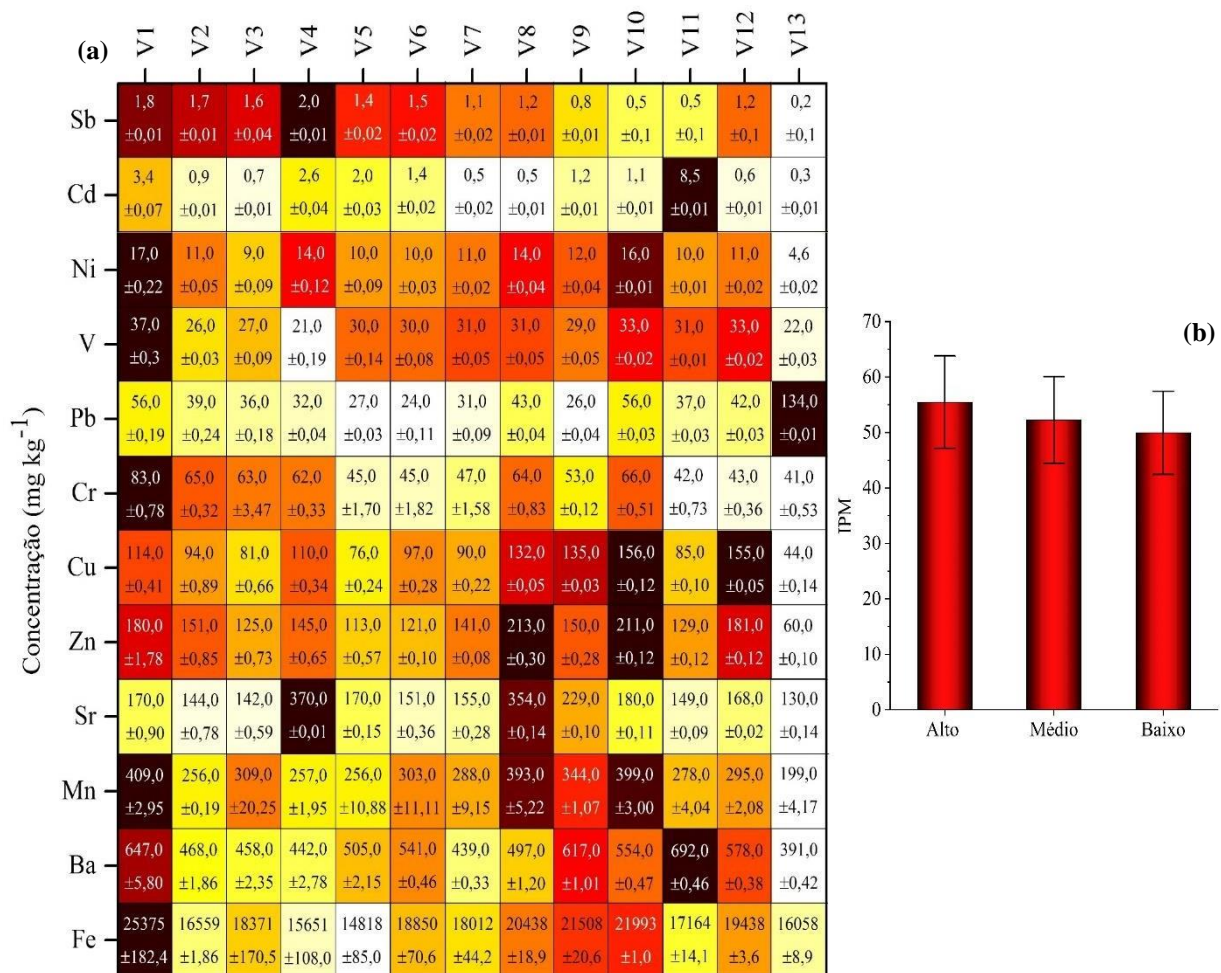 (a)
V1 V2 V3 V4 V5 V6 V7 V8 V9 V10 V11 V12 V13
Concentração (mg kg⁻¹)
Sb 1,8 1,7 1,6 2,0 1,4 1,5 1,1 1,2 0,8 0,5 0,5 1,2 0,2
±0,01 ±0,01 ±0,04 ±0,01 ±0,02 ±0,02 ±0,02 ±0,01 ±0,01 ±0,1 ±0,1 ±0,1 ±0,1
Cd 3,4 0,9 0,7 2,6 2,0 1,4 0,5 0,5 1,2 1,1 8,5 0,6 0,3
±0,07 ±0,01 ±0,01 ±0,04 ±0,03 ±0,02 ±0,02 ±0,01 ±0,01 ±0,01 ±0,01 ±0,01 ±0,01
Ni 17,0 11,0 9,0 14,0 10,0 10,0 11,0 14,0 12,0 16,0 10,0 11,0 4,6
±0,22 ±0,05 ±0,09 ±0,12 ±0,09 ±0,03 ±0,02 ±0,04 ±0,04 ±0,01 ±0,01 ±0,02 ±0,02
V 37,0 26,0 27,0 21,0 30,0 30,0 31,0 31,0 29,0 33,0 31,0 33,0 22,0
±0,3 ±0,03 ±0,09 ±0,19 ±0,14 ±0,08 ±0,05 ±0,05 ±0,05 ±0,02 ±0,01 ±0,02 ±0,03
Pb 56,0 39,0 36,0 32,0 27,0 24,0 31,0 43,0 26,0 56,0 37,0 42,0 134,0
±0,19 ±0,24 ±0,18 ±0,04 ±0,03 ±0,11 ±0,09 ±0,04 ±0,04 ±0,03 ±0,03 ±0,03 ±0,01
Cr 83,0 65,0 63,0 62,0 45,0 45,0 47,0 64,0 53,0 66,0 42,0 43,0 41,0
±0,78 ±0,32 ±3,47 ±0,33 ±1,70 ±1,82 ±1,58 ±0,83 ±0,12 ±0,51 ±0,73 ±0,36 ±0,53
Cu 114,0 94,0 81,0 110,0 76,0 97,0 90,0 132,0 135,0 156,0 85,0 155,0 44,0
±0,41 ±0,89 ±0,66 ±0,34 ±0,24 ±0,28 ±0,22 ±0,05 ±0,03 ±0,12 ±0,10 ±0,05 ±0,14
Zn 180,0 151,0 125,0 145,0 113,0 121,0 141,0 213,0 150,0 211,0 129,0 181,0 60,0
±1,78 ±0,85 ±0,73 ±0,65 ±0,57 ±0,10 ±0,08 ±0,30 ±0,28 ±0,12 ±0,12 ±0,12 ±0,10
Sr 170,0 144,0 142,0 370,0 170,0 151,0 155,0 354,0 229,0 180,0 149,0 168,0 130,0
±0,90 ±0,78 ±0,59 ±0,01 ±0,15 ±0,36 ±0,28 ±0,14 ±0,10 ±0,11 ±0,09 ±0,02 ±0,14
Mn 409,0 256,0 309,0 257,0 256,0 303,0 288,0 393,0 344,0 399,0 278,0 295,0 199,0
±2,95 ±0,19 ±20,25 ±1,95 ±10,88 ±11,11 ±9,15 ±5,22 ±1,07 ±3,00 ±4,04 ±2,08 ±4,17
Ba 647,0 468,0 458,0 442,0 505,0 541,0 439,0 497,0 617,0 554,0 692,0 578,0 391,0
±5,80 ±1,86 ±2,35 ±2,78 ±2,15 ±0,46 ±0,33 ±1,20 ±1,01 ±0,47 ±0,46 ±0,38 ±0,42
Fe 25375 16559 18371 15651 14818 18850 18012 20438 21508 21993 17164 19438 16058
±182,4 ±1,86 ±170,5 ±108,0 ±85,0 ±70,6 ±44,2 ±18,9 ±20,6 ±1,0 ±14,1 ±3,6 ±8,9
(b)
IPM
70
60
50
40
30
20
10
0
Alto Médio Baixo